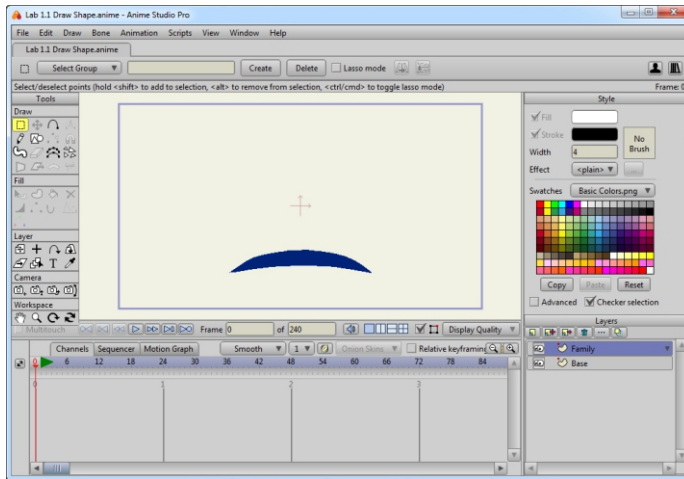 Lab 1.1 Draw Shape.anime - Anime Studio Pro
File Edit Draw Bone Animation Scripts View Window Help
Lab 1.1 Draw Shape.anime
Select Group Create Delete Lasso mode
Select/deselect points (hold <shift> to add to selection, <alt> to remove from selection, <ctrl/cmd> to toggle lasso mode) Frame: 0
Tools
Draw
Fill
Layer
Camera
Workspace
Style
Fill
Stroke
No
Brush
Width 4
Effect <plain> ...
Swatches Basic Colors.png
Copy Paste Reset
Advanced Checker selection
Multitouch Frame 0 of 240 Display Quality
Layers
Family
Base
Channels Sequencer Motion Graph Smooth 1 Onion Skins Relative keyframing
0 6 12 18 24 30 36 42 48 54 60 66 72 78 84
0 1 2 3